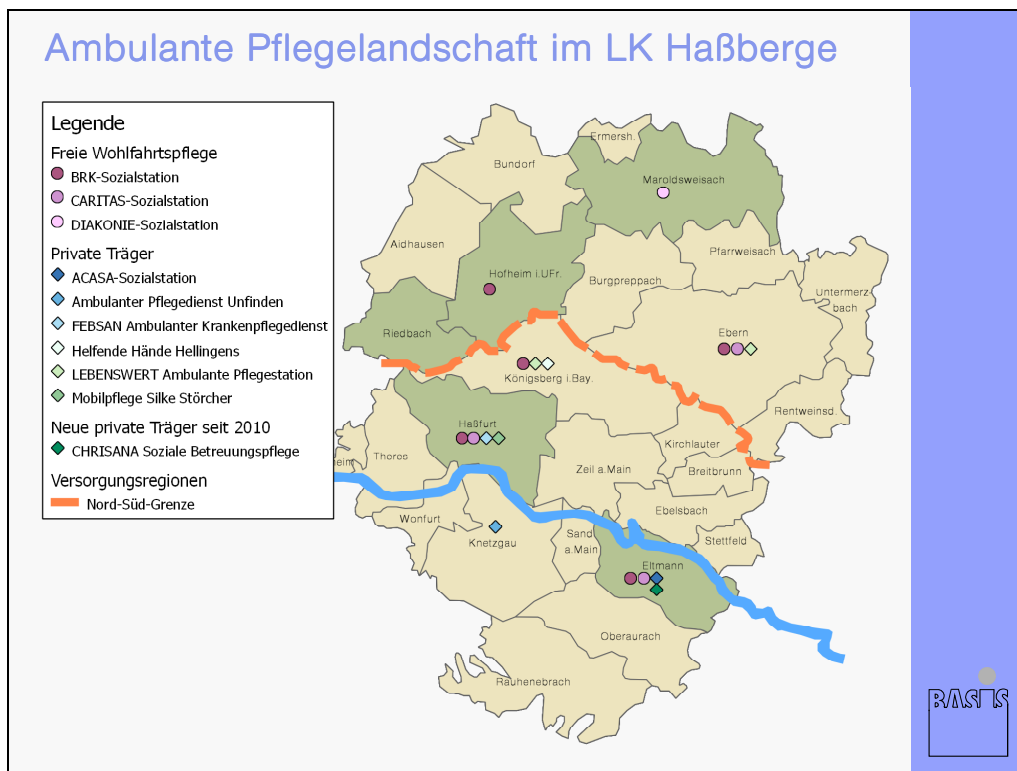 Ambulante Pflegelandschaft im LK Haßberge
Legende
Freie Wohlfahrtspflege
BRK-Sozialstation
CARITAS-Sozialstation
DIAKONIE-Sozialstation
Private Träger
ACASA-Sozialstation
Ambulanter Pflegedienst Unfinden
FEBSAN Ambulanter Krankenpflegedienst
Helfende Hände Hellingens
LEBENSWERT Ambulante Pflegestation
Mobilpflege Silke Störcher
Neue private Träger seit 2010
CHRISANA Soziale Betreuungspflege
Versorgungsregionen
Nord-Süd-Grenze
Ermersh.
Bundorf
Maroldsweisach
Aidhausen
Pfarrweisach
Hofheim i.UFr.
Burgpreppach
Untermerz-
bach
Riedbach
Ebern
Königsberg i.Bay.
Rentweinsd.
Haßfurt
Kirchlauter
Theres
Zeil a.Main
Breitbrunn
heim
Ebelsbach
Wonfurt
Knetzgau
Sand
a.Main
Stettfeld
Eltmann
Oberaurach
Rauhenebrach
BASIS